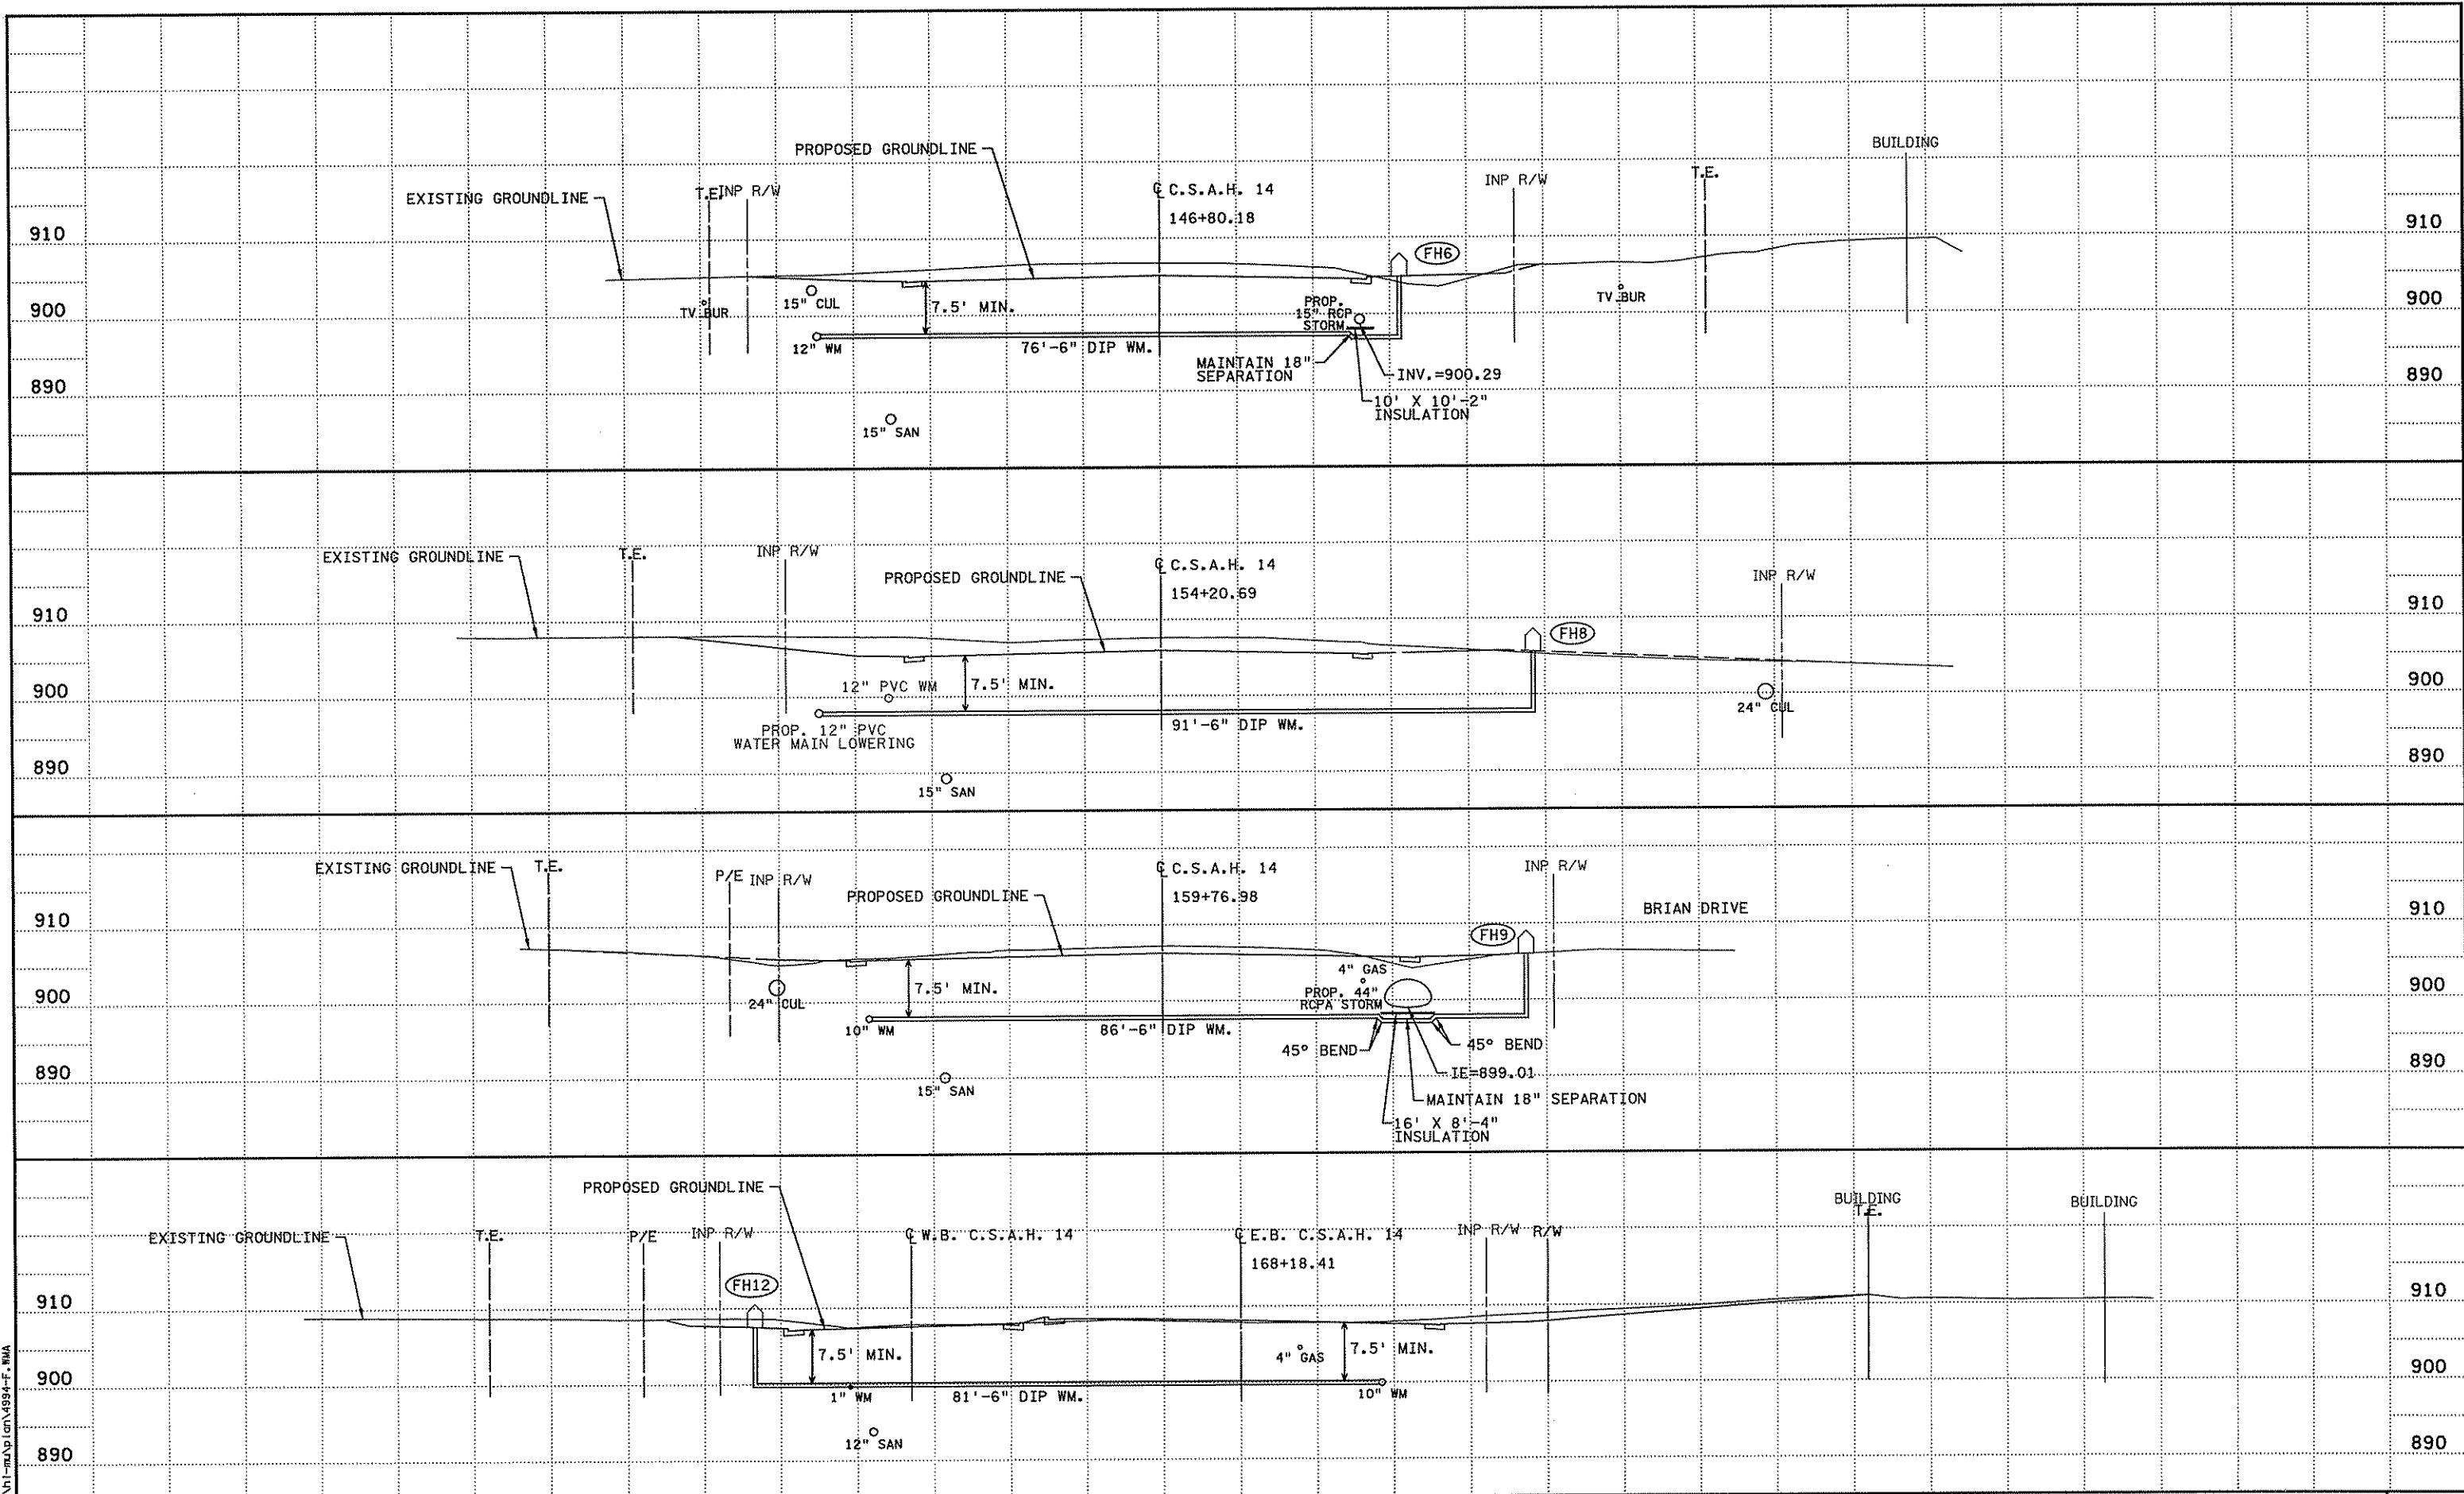 BUILDING
PROPOSED GROUNDLINE
EXISTING GROUNDLINE
T.E.
INP R/W
℄ C.S.A.H. 14
146+80.18
INP R/W
T.E.
910
910
FH6
15" CUL
TV BUR
7.5' MIN.
PROP.
15" RCP
STORM
TV BUR
900
900
12" WM
76'-6" DIP WM.
MAINTAIN 18"
SEPARATION
INV.=900.29
890
890
10' X 10'-2"
INSULATION
15" SAN
EXISTING GROUNDLINE
T.E.
INP R/W
PROPOSED GROUNDLINE
℄ C.S.A.H. 14
154+20.69
INP R/W
910
910
FH8
12" PVC WM
7.5' MIN.
900
900
24" CUL
PROP. 12" PVC
WATER MAIN LOWERING
91'-6" DIP WM.
890
890
15" SAN
EXISTING GROUNDLINE
T.E.
P/E
INP R/W
PROPOSED GROUNDLINE
℄ C.S.A.H. 14
159+76.98
INP R/W
BRIAN DRIVE
910
910
FH9
4" GAS
7.5' MIN.
PROP. 44"
RCPA STORM
900
900
24" CUL
10" WM
86'-6" DIP WM.
45° BEND
45° BEND
IE=899.01
890
890
15" SAN
MAINTAIN 18" SEPARATION
16' X 8'-4"
INSULATION
PROPOSED GROUNDLINE
BUILDING
T.E.
BUILDING
EXISTING GROUNDLINE
T.E.
P/E
INP R/W
℄ W.B. C.S.A.H. 14
℄ E.B. C.S.A.H. 14
168+18.41
INP R/W
R/W
FH12
910
910
7.5' MIN.
4" GAS
7.5' MIN.
900
900
1" WM
81'-6" DIP WM.
10" WM
12" SAN
890
890
\hl-mu\plan\4994-F.WMA